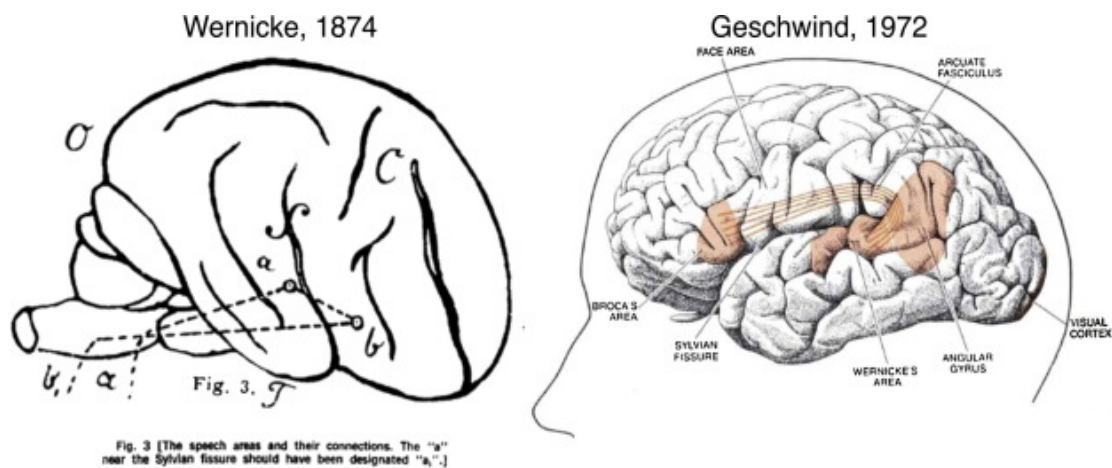 Wernicke, 1874
O
C
S
a
b
b,
a
Fig. 3.
T
Fig. 3 [The speech areas and their connections. The "a"
near the Sylvian fissure should have been designated "a₁".]
Geschwind, 1972
FACE AREA
ARCUATE
FASCICULUS
BROCA'S
AREA
SYLVIAN
FISSURE
WERNICKE'S
AREA
ANGULAR
GYRUS
VISUAL
CORTEX